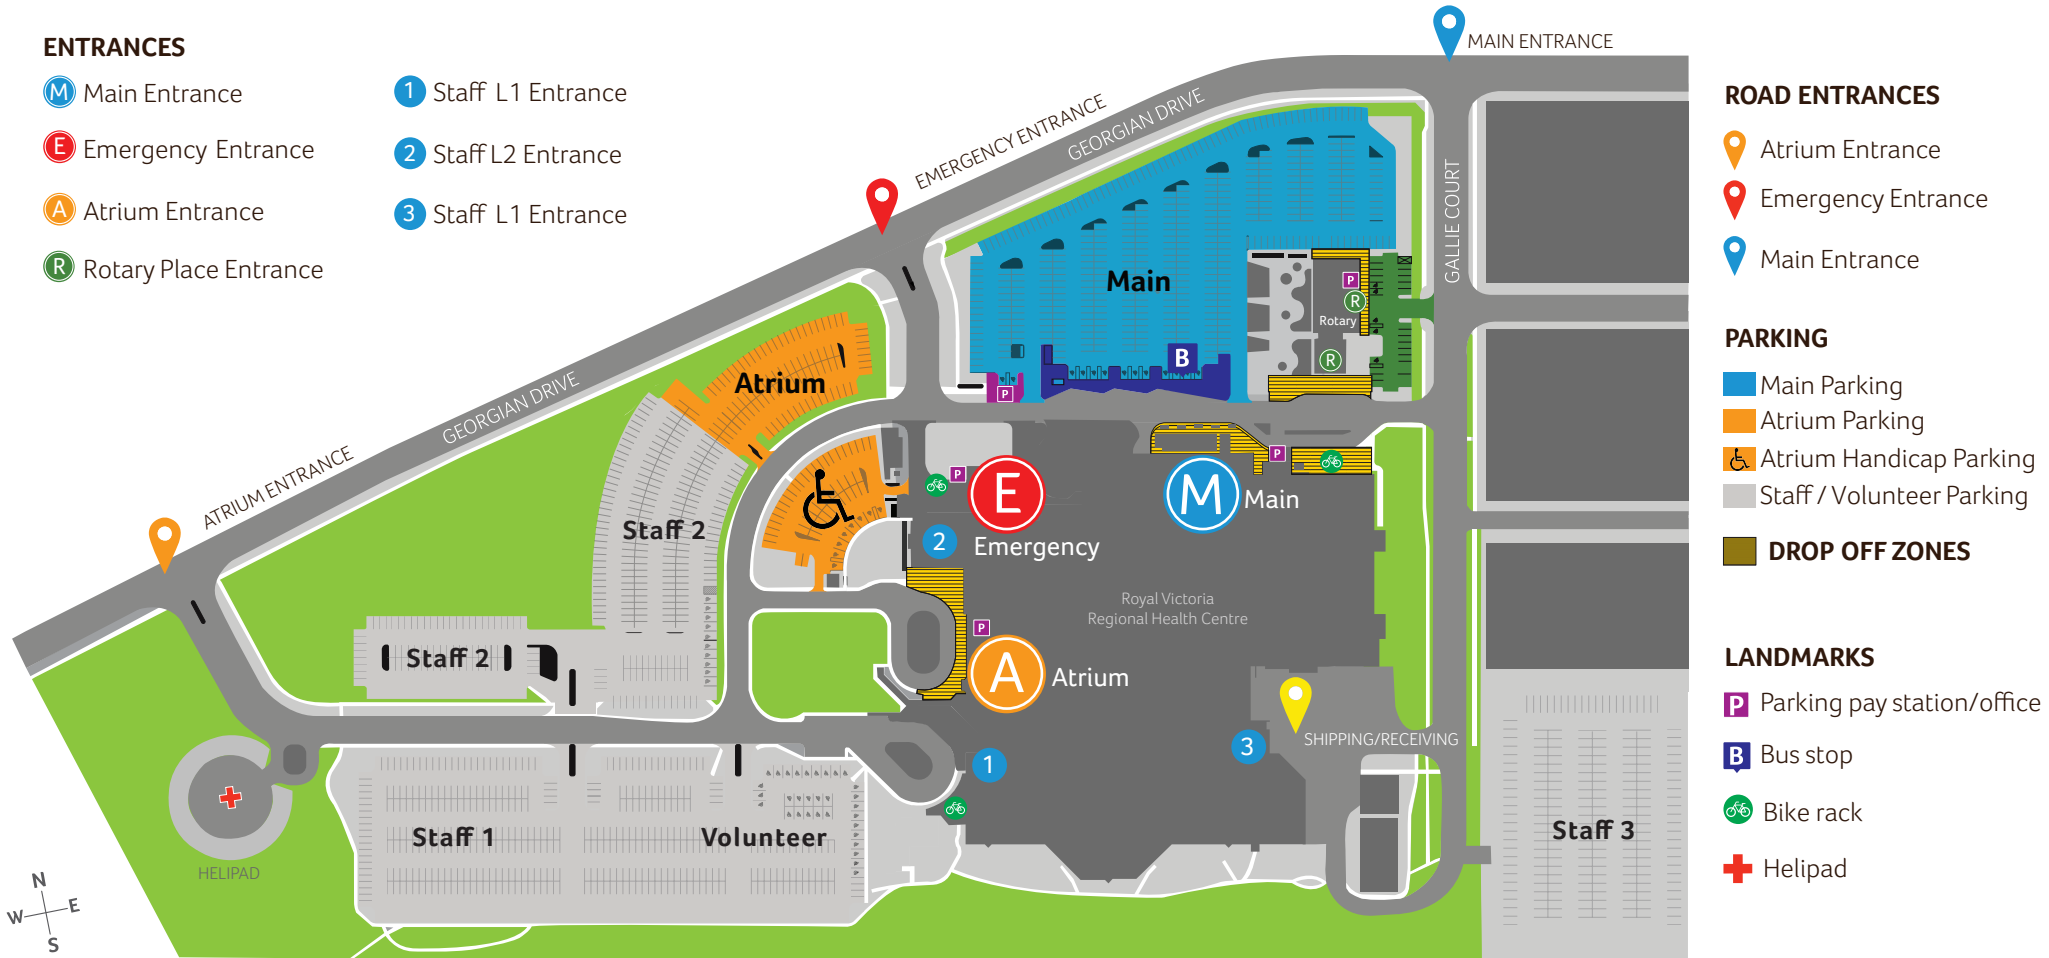 ENTRANCES
M Main Entrance
E Emergency Entrance
A Atrium Entrance
R Rotary Place Entrance
1 Staff L1 Entrance
2 Staff L2 Entrance
3 Staff L1 Entrance
MAIN ENTRANCE
EMERGENCY ENTRANCE
GEORGIAN DRIVE
GALLIE COURT
Main
B
P
R
Rotary
R
P
Atrium
GEORGIAN DRIVE
ATRIUM ENTRANCE
P
P
E
Emergency
M Main
2
Staff 2
Royal Victoria
Regional Health Centre
P
A Atrium
Staff 2
SHIPPING/RECEIVING
3
1
Staff 1
Volunteer
Staff 3
HELIPAD
N
W
E
S
ROAD ENTRANCES
Atrium Entrance
Emergency Entrance
Main Entrance
PARKING
Main Parking
Atrium Parking
Atrium Handicap Parking
Staff / Volunteer Parking
DROP OFF ZONES
LANDMARKS
P Parking pay station/office
B Bus stop
Bike rack
Helipad